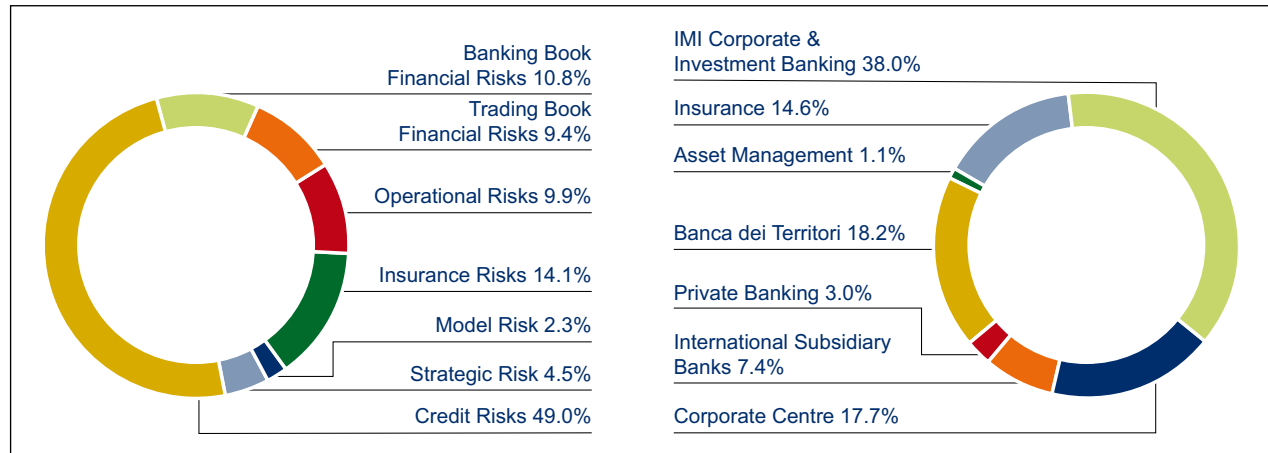 Banking Book
Financial Risks 10.8%
Trading Book
Financial Risks 9.4%
Operational Risks 9.9%
Insurance Risks 14.1%
Model Risk 2.3%
Strategic Risk 4.5%
Credit Risks 49.0%
IMI Corporate &
Investment Banking 38.0%
Insurance 14.6%
Asset Management 1.1%
Banca dei Territori 18.2%
Private Banking 3.0%
International Subsidiary
Banks 7.4%
Corporate Centre 17.7%